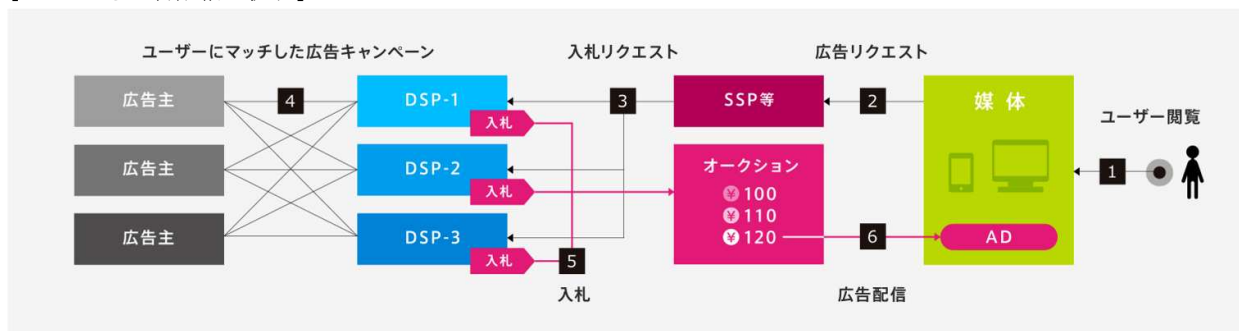 ユーザーにマッチした広告キャンペーン
入札リクエスト
広告リクエスト
広告主
4
DSP-1
入札
3
SSP等
2
媒体
ユーザー閲覧
1
広告主
DSP-2
入札
オークション
¥100
¥110
¥120
広告主
DSP-3
入札
5
6
AD
入札
広告配信